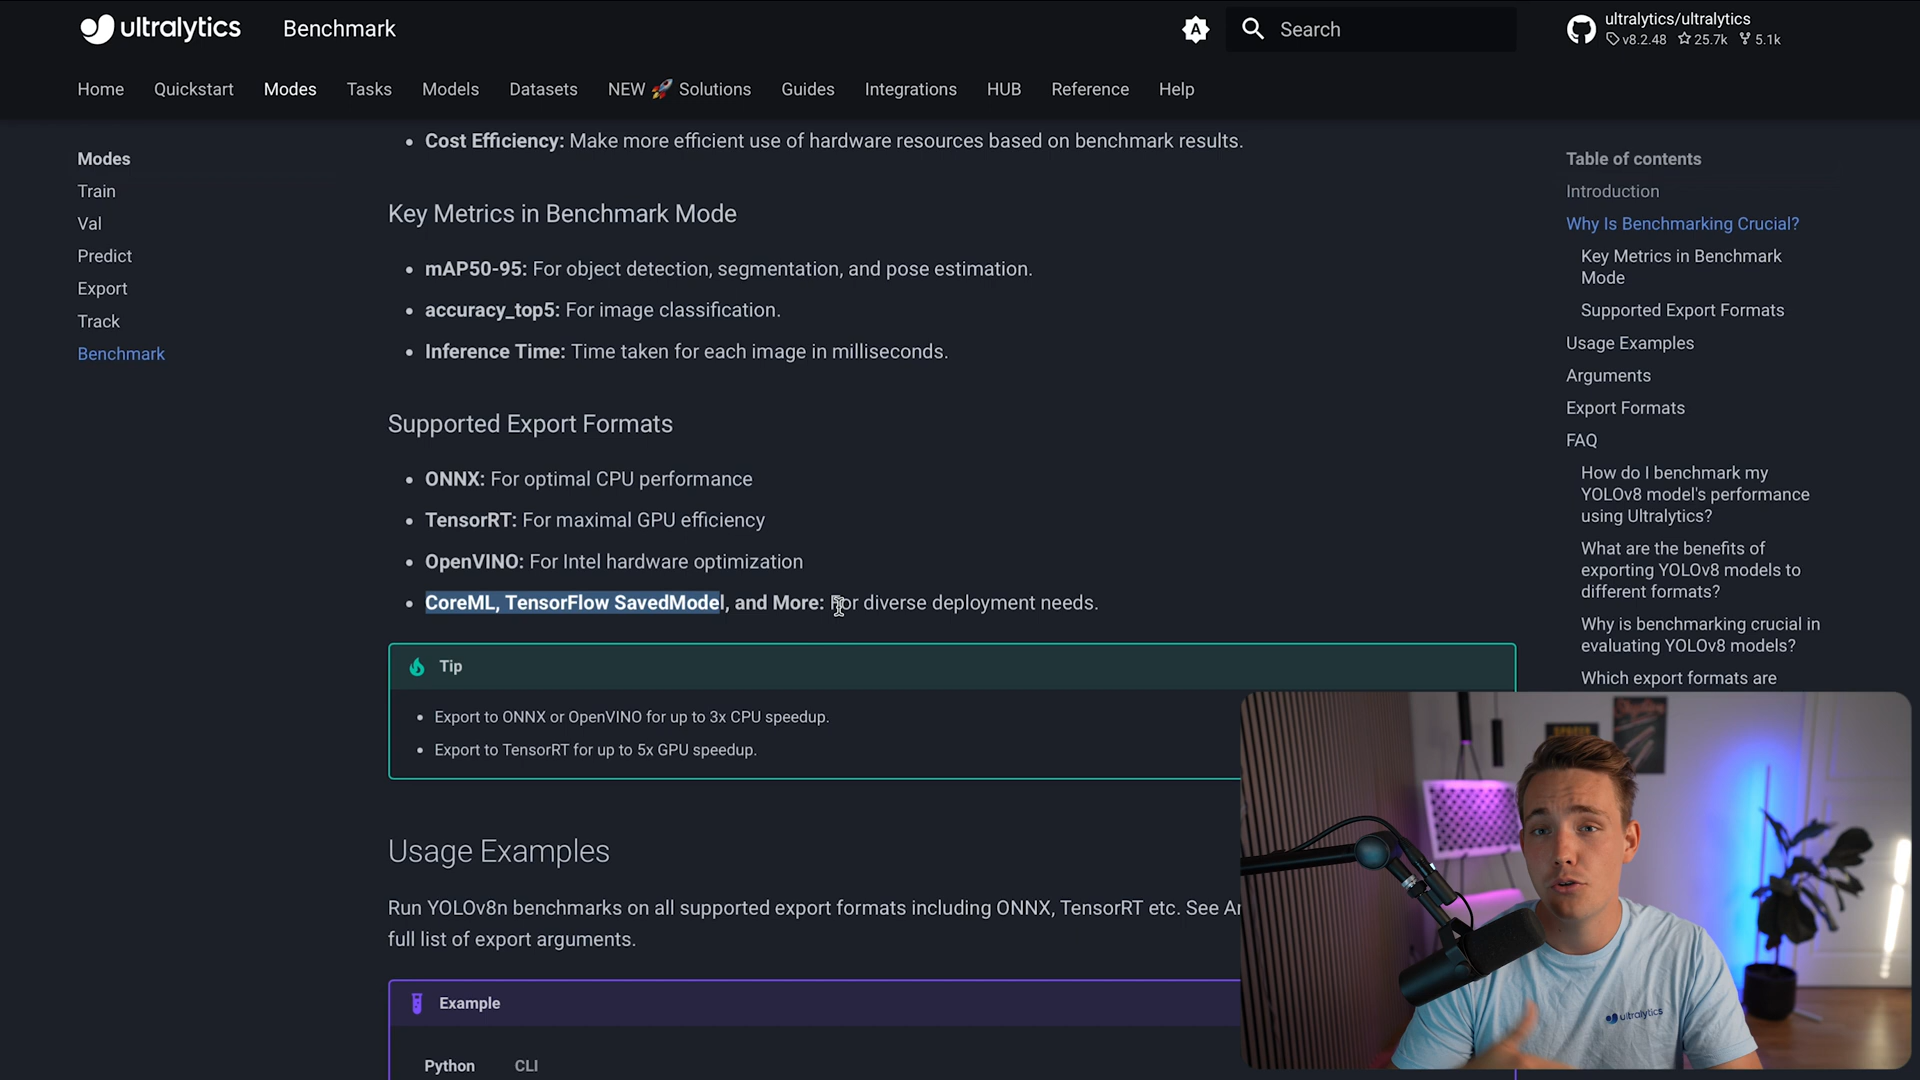 ultralytics
Benchmark
Search
ultralytics/ultralytics
v8.2.48 25.7k 5.1k
Home Quickstart Modes Tasks Models Datasets NEW 🚀 Solutions Guides Integrations HUB Reference Help
Modes
Train
Val
Predict
Export
Track
Benchmark
Cost Efficiency: Make more efficient use of hardware resources based on benchmark results.
Key Metrics in Benchmark Mode
mAP50-95: For object detection, segmentation, and pose estimation.
accuracy_top5: For image classification.
Inference Time: Time taken for each image in milliseconds.
Supported Export Formats
ONNX: For optimal CPU performance
TensorRT: For maximal GPU efficiency
OpenVINO: For Intel hardware optimization
CoreML, TensorFlow SavedModel, and More: For diverse deployment needs.
Tip
Export to ONNX or OpenVINO for up to 3x CPU speedup.
Export to TensorRT for up to 5x GPU speedup.
Usage Examples
Run YOLOv8n benchmarks on all supported export formats including ONNX, TensorRT etc. See
full list of export arguments.
Example
Python CLI
Table of contents
Introduction
Why Is Benchmarking Crucial?
Key Metrics in Benchmark
Mode
Supported Export Formats
Usage Examples
Arguments
Export Formats
FAQ
How do I benchmark my
YOLOv8 model's performance
using Ultralytics?
What are the benefits of
exporting YOLOv8 models to
different formats?
Why is benchmarking crucial in
evaluating YOLOv8 models?
Which export formats are
ultralytics